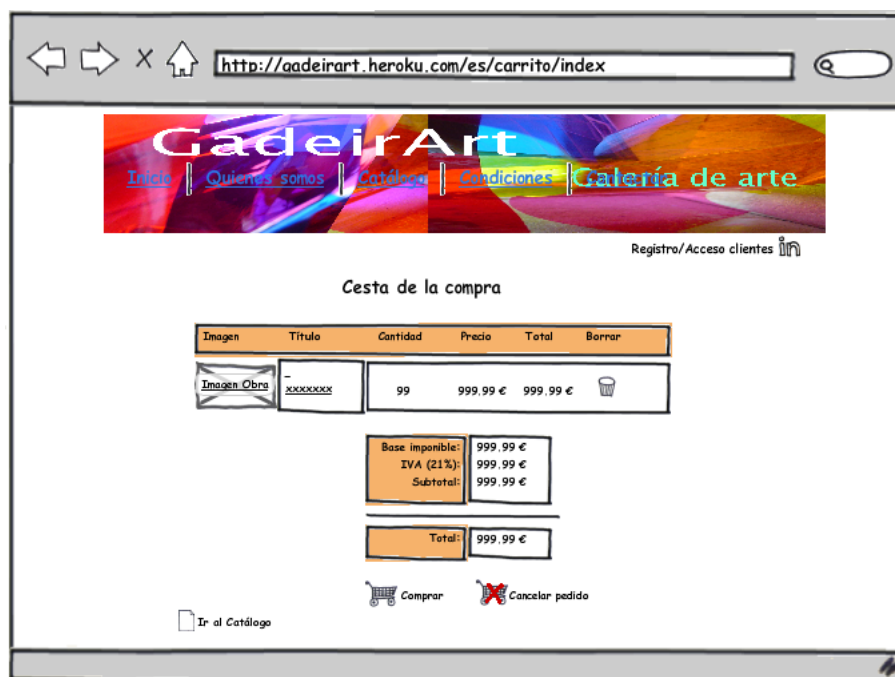 http://gadeirart.heroku.com/es/carrito/index
GadeirArt
Inicio Quienes somos Catálogo Condiciones
Galería de arte
Registro/Acceso clientes in
Cesta de la compra
Imagen Título Cantidad Precio Total Borrar
Imagen Obra _ xxxxxxx 99 999.99 € 999.99 €
Base imponible: 999.99 €
IVA (21%): 999.99 €
Subtotal: 999.99 €
Total: 999.99 €
Comprar Cancelar pedido
Ir al Catálogo